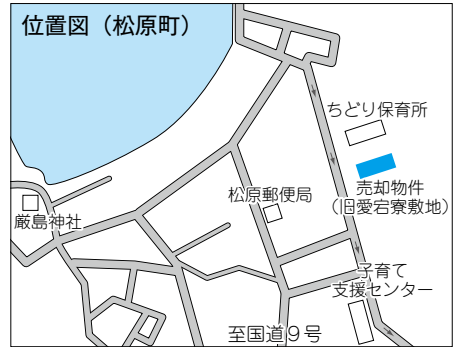 位置図（松原町）
ちどり保育所
売却物件
（旧愛宕寮敷地）
松原郵便局
厳島神社
子育て
支援センター
至国道９号